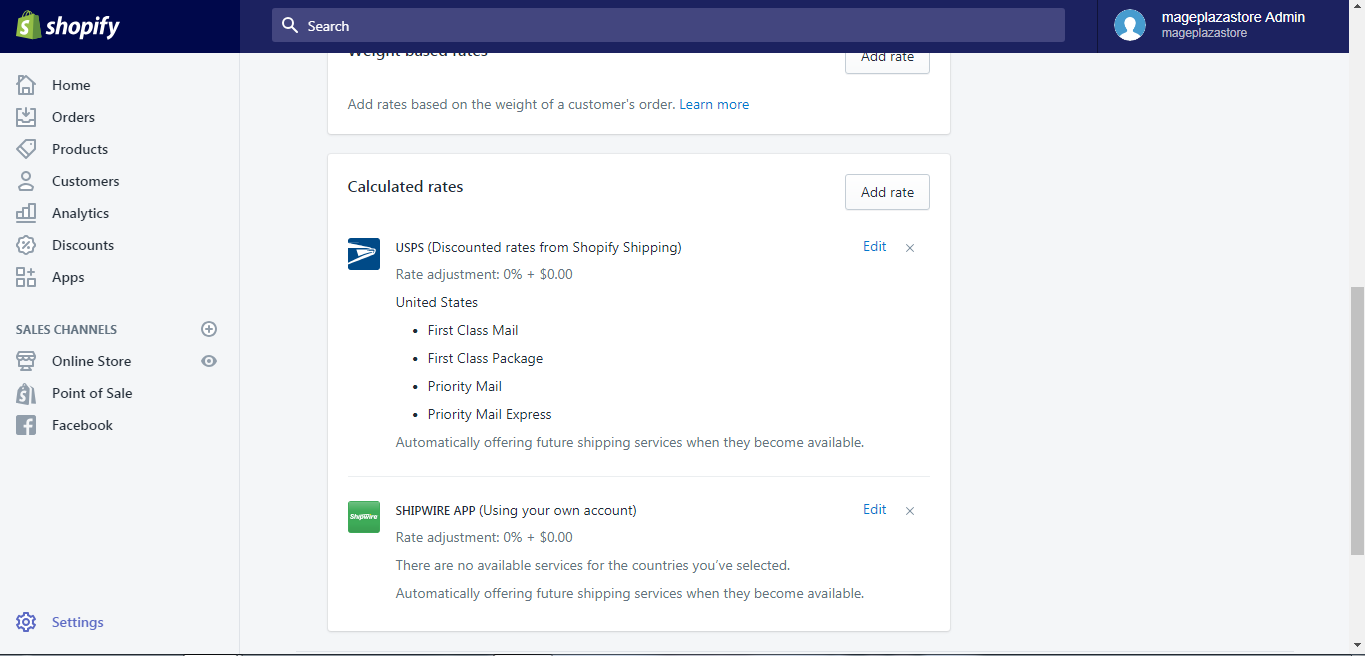 shopify
Search
mageplazastore Admin
mageplazastore
Home
Orders
Products
Customers
Analytics
Discounts
Apps
SALES CHANNELS
Online Store
Point of Sale
Facebook
Settings
Weight based rates
Add rate
Add rates based on the weight of a customer's order. Learn more
Calculated rates
Add rate
USPS (Discounted rates from Shopify Shipping)
Edit
Rate adjustment: 0% + $0.00
United States
• First Class Mail
• First Class Package
• Priority Mail
• Priority Mail Express
Automatically offering future shipping services when they become available.
ShipWire
SHIPWIRE APP (Using your own account)
Edit
Rate adjustment: 0% + $0.00
There are no available services for the countries you've selected.
Automatically offering future shipping services when they become available.